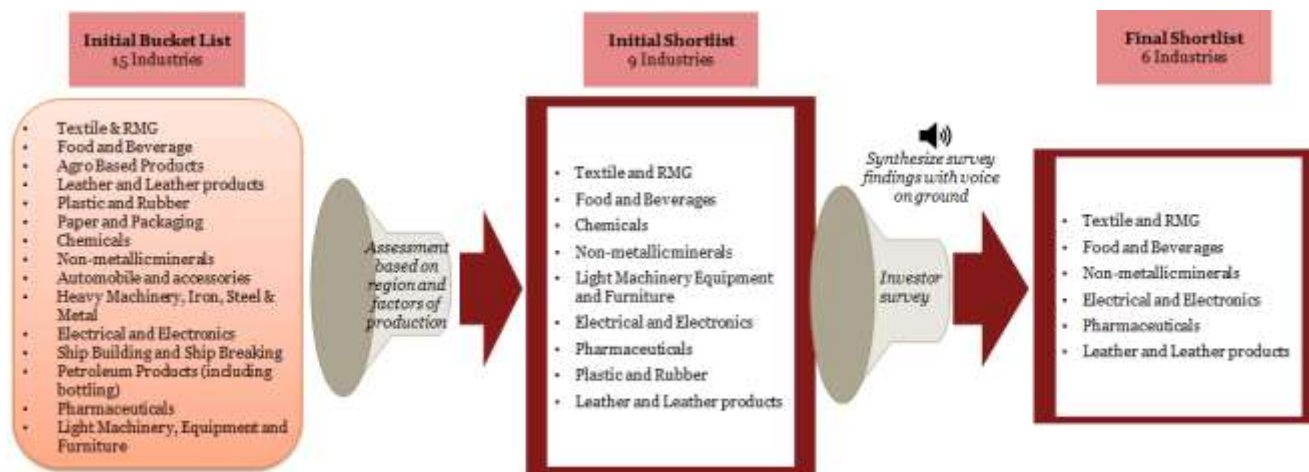 Initial Bucket List
15 Industries
• Textile & RMG
• Food and Beverage
• Agro Based Products
• Leather and Leather products
• Plastic and Rubber
• Paper and Packaging
• Chemicals
• Non-metallicminerals
• Automobile and accessories
• Heavy Machinery, Iron, Steel &
Metal
• Electrical and Electronics
• Ship Building and Ship Breaking
• Petroleum Products (including
bottling)
• Pharmaceuticals
• Light Machinery, Equipment and
Furniture
Assessment
based on
region and
factors of
production
Initial Shortlist
9 Industries
• Textile and RMG
• Food and Beverages
• Chemicals
• Non-metallicminerals
• Light Machinery Equipment
and Furniture
• Electrical and Electronics
• Pharmaceuticals
• Plastic and Rubber
• Leather and Leather products
Synthesize survey
findings with voice
on ground
Investor
survey
Final Shortlist
6 Industries
• Textile and RMG
• Food and Beverages
• Non-metallicminerals
• Electrical and Electronics
• Pharmaceuticals
• Leather and Leather products